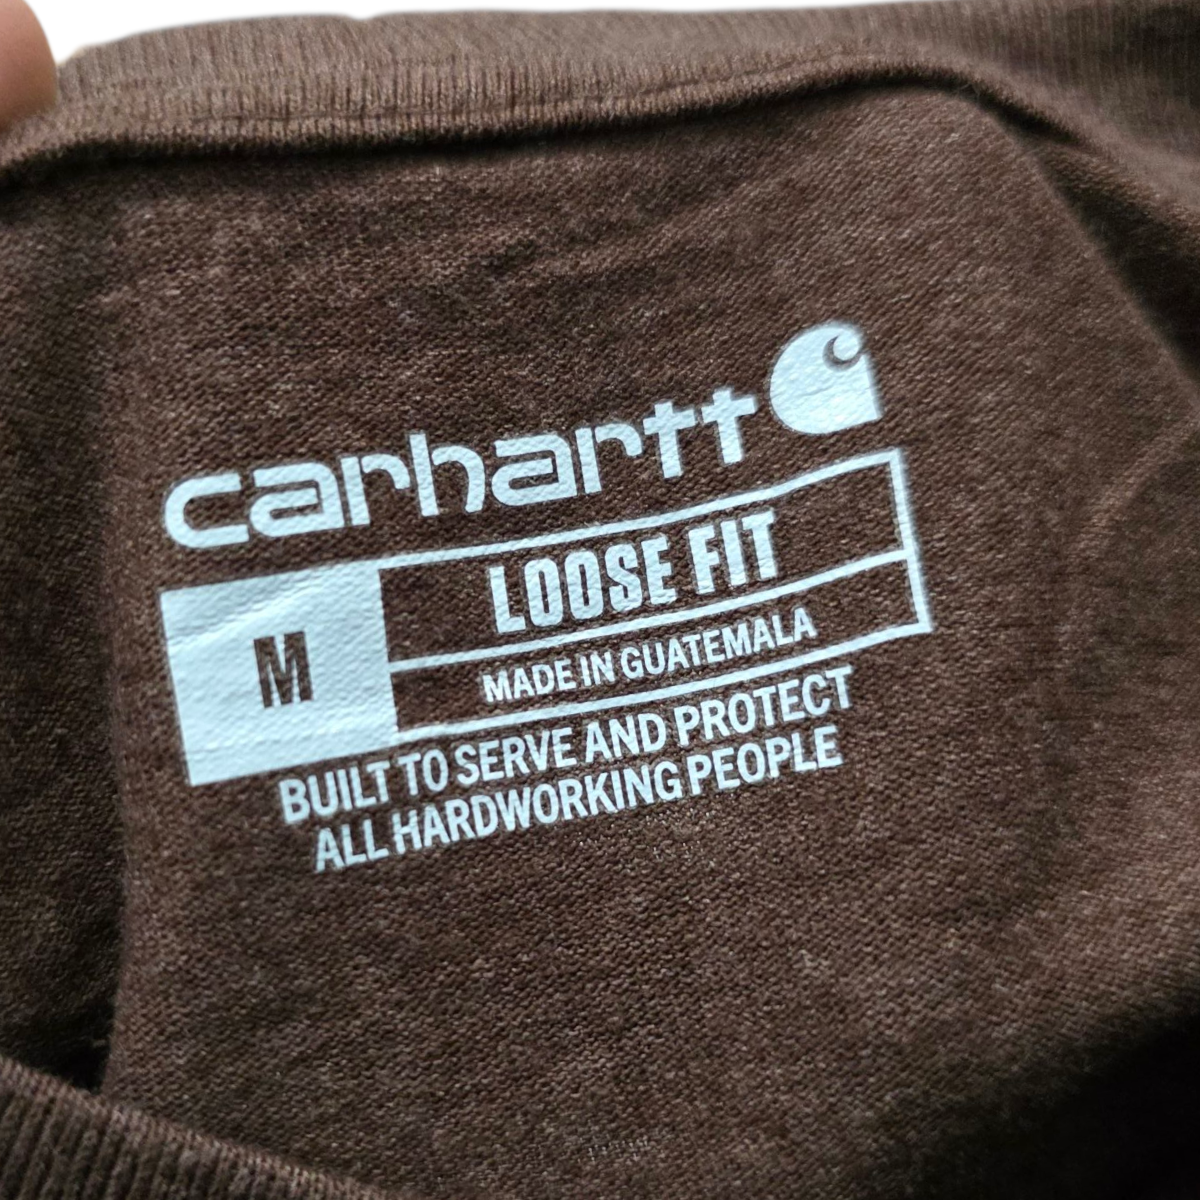 carhartt
M
LOOSE FIT
MADE IN GUATEMALA
BUILT TO SERVE AND PROTECT
ALL HARDWORKING PEOPLE